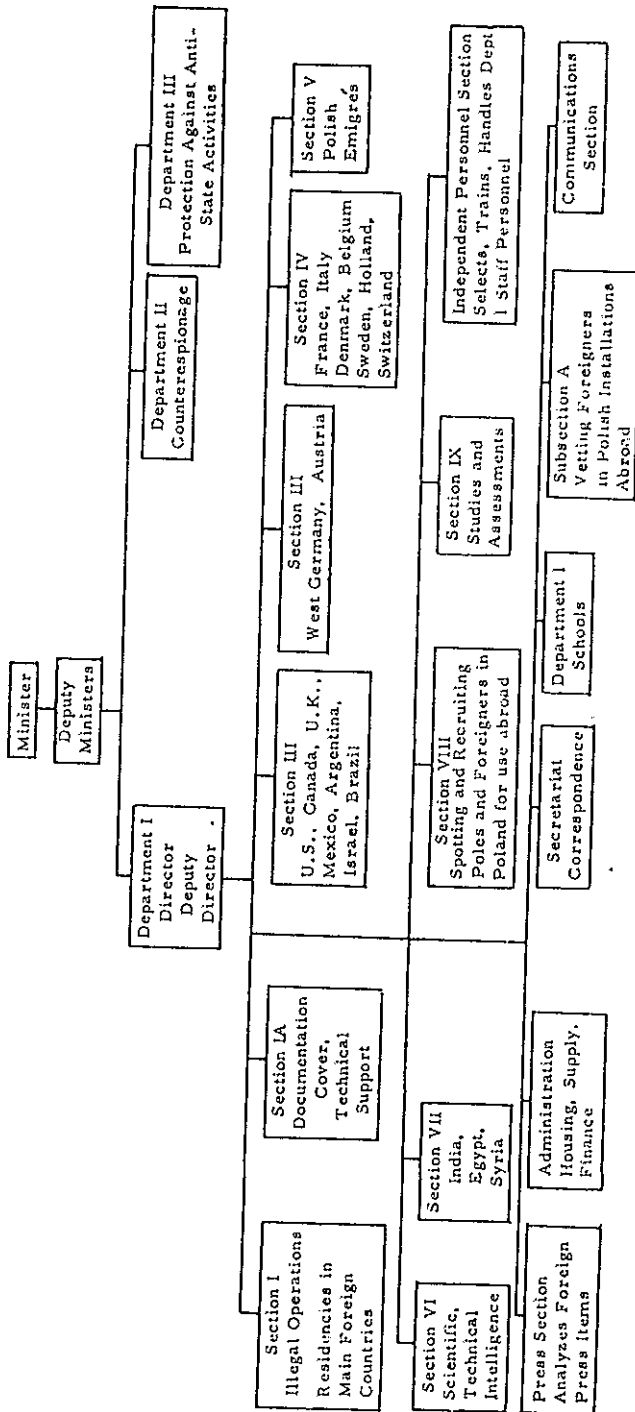 Minister
Deputy
Ministers
Department I
Director
Deputy
Director
Department II
Counterespionage
Department III
Protection Against Anti-
State Activities
Section I
Illegal Operations
Residencies in
Main Foreign
Countries
Section IA
Documentation
Cover,
Technical
Support
Section III
U.S., Canada, U.K.,
Mexico, Argentina,
Israel, Brazil
Section III
West Germany, Austria
Section IV
France, Italy
Denmark, Belgium
Sweden, Holland,
Switzerland
Section V
Polish
Emigrés
Section VI
Scientific,
Technical
Intelligence
Section VII
India,
Egypt,
Syria
Section VIII
Spotting and Recruiting
Poles and Foreigners in
Poland for use abroad
Section IX
Studies and
Assessments
Independent Personnel Section
Selects, Trains, Handles Dept
I Staff Personnel
Press Section
Analyzes Foreign
Press Items
Administration
Housing, Supply,
Finance
Secretariat
Correspondence
Department I
Schools
Subsection A
Vetting Foreigners
in Polish Installations
Abroad
Communications
Section